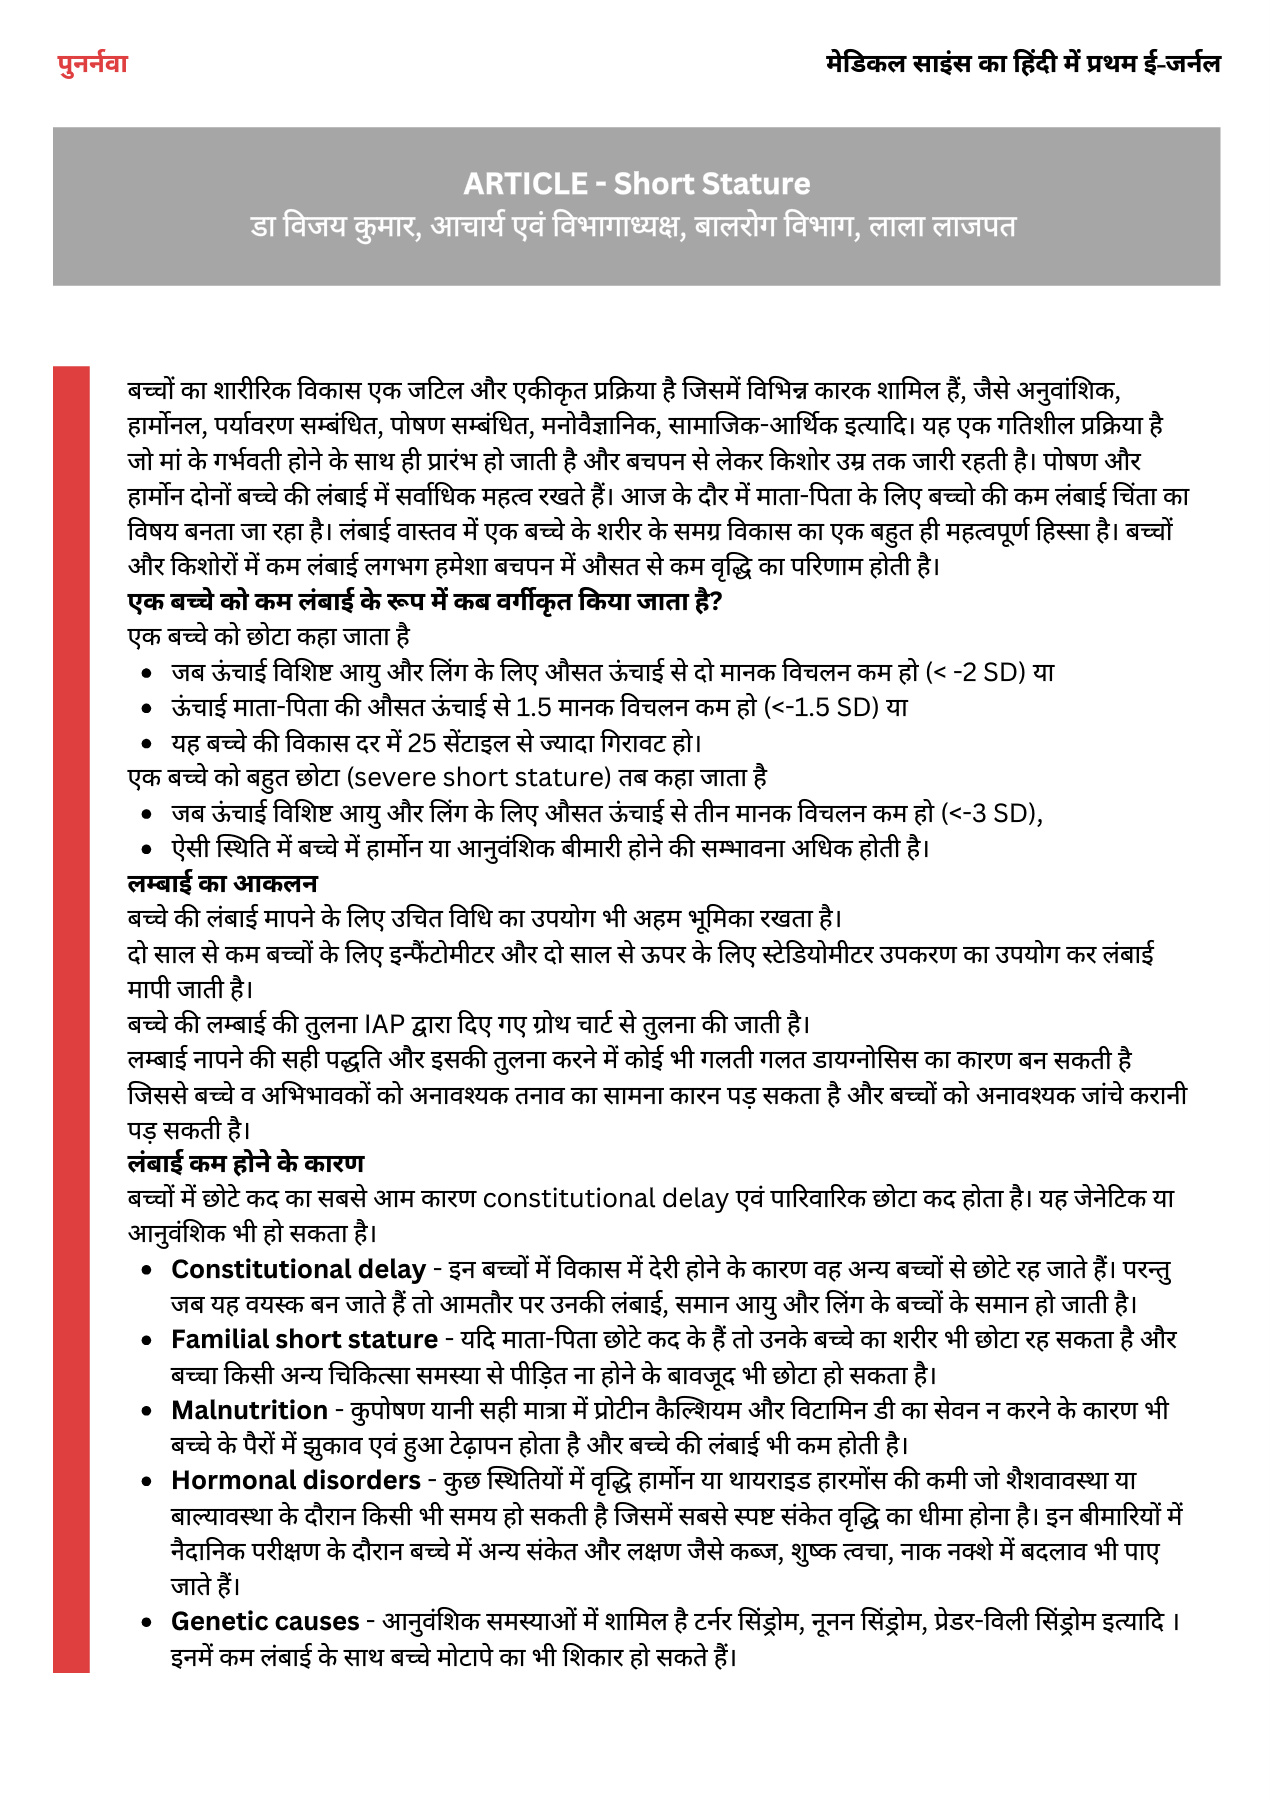 पुनर्नवा
मेडिकल साइंस का हिंदी में प्रथम ई-जर्नल
ARTICLE - Short Stature
डा विजय कुमार, आचार्य एवं विभागाध्यक्ष, बालरोग विभाग, लाला लाजपत
बच्चों का शारीरिक विकास एक जटिल और एकीकृत प्रक्रिया है जिसमें विभिन्न कारक शामिल हैं, जैसे अनुवांशिक,
हार्मोनल, पर्यावरण सम्बंधित, पोषण सम्बंधित, मनोवैज्ञानिक, सामाजिक-आर्थिक इत्यादि। यह एक गतिशील प्रक्रिया है
जो मां के गर्भवती होने के साथ ही प्रारंभ हो जाती है और बचपन से लेकर किशोर उम्र तक जारी रहती है। पोषण और
हार्मोन दोनों बच्चे की लंबाई में सर्वाधिक महत्व रखते हैं। आज के दौर में माता-पिता के लिए बच्चो की कम लंबाई चिंता का
विषय बनता जा रहा है। लंबाई वास्तव में एक बच्चे के शरीर के समग्र विकास का एक बहुत ही महत्वपूर्ण हिस्सा है। बच्चों
और किशोरों में कम लंबाई लगभग हमेशा बचपन में औसत से कम वृद्धि का परिणाम होती है।
एक बच्चे को कम लंबाई के रूप में कब वर्गीकृत किया जाता है?
एक बच्चे को छोटा कहा जाता है
• जब ऊंचाई विशिष्ट आयु और लिंग के लिए औसत ऊंचाई से दो मानक विचलन कम हो (< -2 SD) या
• ऊंचाई माता-पिता की औसत ऊंचाई से 1.5 मानक विचलन कम हो (<-1.5 SD) या
• यह बच्चे की विकास दर में 25 सेंटाइल से ज्यादा गिरावट हो।
एक बच्चे को बहुत छोटा (severe short stature) तब कहा जाता है
• जब ऊंचाई विशिष्ट आयु और लिंग के लिए औसत ऊंचाई से तीन मानक विचलन कम हो (<-3 SD),
• ऐसी स्थिति में बच्चे में हार्मोन या आनुवंशिक बीमारी होने की सम्भावना अधिक होती है।
लम्बाई का आकलन
बच्चे की लंबाई मापने के लिए उचित विधि का उपयोग भी अहम भूमिका रखता है।
दो साल से कम बच्चों के लिए इन्फैंटोमीटर और दो साल से ऊपर के लिए स्टेडियोमीटर उपकरण का उपयोग कर लंबाई
मापी जाती है।
बच्चे की लम्बाई की तुलना IAP द्वारा दिए गए ग्रोथ चार्ट से तुलना की जाती है।
लम्बाई नापने की सही पद्धति और इसकी तुलना करने में कोई भी गलती गलत डायग्नोसिस का कारण बन सकती है
जिससे बच्चे व अभिभावकों को अनावश्यक तनाव का सामना कारन पड़ सकता है और बच्चों को अनावश्यक जांचे करानी
पड़ सकती है।
लंबाई कम होने के कारण
बच्चों में छोटे कद का सबसे आम कारण constitutional delay एवं पारिवारिक छोटा कद होता है। यह जेनेटिक या
आनुवंशिक भी हो सकता है।
• Constitutional delay - इन बच्चों में विकास में देरी होने के कारण वह अन्य बच्चों से छोटे रह जाते हैं। परन्तु
जब यह वयस्क बन जाते हैं तो आमतौर पर उनकी लंबाई, समान आयु और लिंग के बच्चों के समान हो जाती है।
• Familial short stature - यदि माता-पिता छोटे कद के हैं तो उनके बच्चे का शरीर भी छोटा रह सकता है और
बच्चा किसी अन्य चिकित्सा समस्या से पीड़ित ना होने के बावजूद भी छोटा हो सकता है।
• Malnutrition - कुपोषण यानी सही मात्रा में प्रोटीन कैल्शियम और विटामिन डी का सेवन न करने के कारण भी
बच्चे के पैरों में झुकाव एवं हुआ टेढ़ापन होता है और बच्चे की लंबाई भी कम होती है।
• Hormonal disorders - कुछ स्थितियों में वृद्धि हार्मोन या थायराइड हारमोंस की कमी जो शैशवावस्था या
बाल्यावस्था के दौरान किसी भी समय हो सकती है जिसमें सबसे स्पष्ट संकेत वृद्धि का धीमा होना है। इन बीमारियों में
नैदानिक परीक्षण के दौरान बच्चे में अन्य संकेत और लक्षण जैसे कब्ज, शुष्क त्वचा, नाक नक्शे में बदलाव भी पाए
जाते हैं।
• Genetic causes - आनुवंशिक समस्याओं में शामिल है टर्नर सिंड्रोम, नूनन सिंड्रोम, प्रेडर-विली सिंड्रोम इत्यादि ।
इनमें कम लंबाई के साथ बच्चे मोटापे का भी शिकार हो सकते हैं।